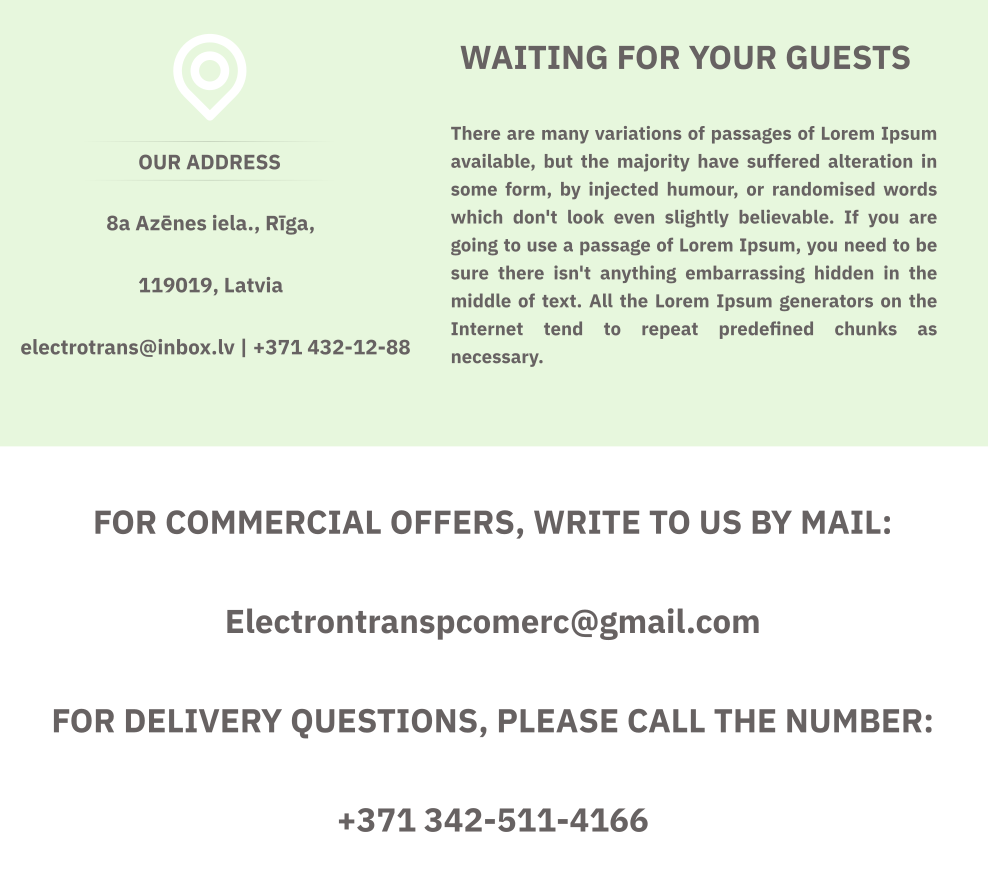 OUR ADDRESS
8a Azēnes iela., Rīga,
119019, Latvia
electrotrans@inbox.lv | +371 432-12-88
WAITING FOR YOUR GUESTS
There are many variations of passages of Lorem Ipsum
available, but the majority have suffered alteration in
some form, by injected humour, or randomised words
which don't look even slightly believable. If you are
going to use a passage of Lorem Ipsum, you need to be
sure there isn't anything embarrassing hidden in the
middle of text. All the Lorem Ipsum generators on the
Internet tend to repeat predefined chunks as
necessary.
FOR COMMERCIAL OFFERS, WRITE TO US BY MAIL:
Electrontranspcomerc@gmail.com
FOR DELIVERY QUESTIONS, PLEASE CALL THE NUMBER:
+371 342-511-4166